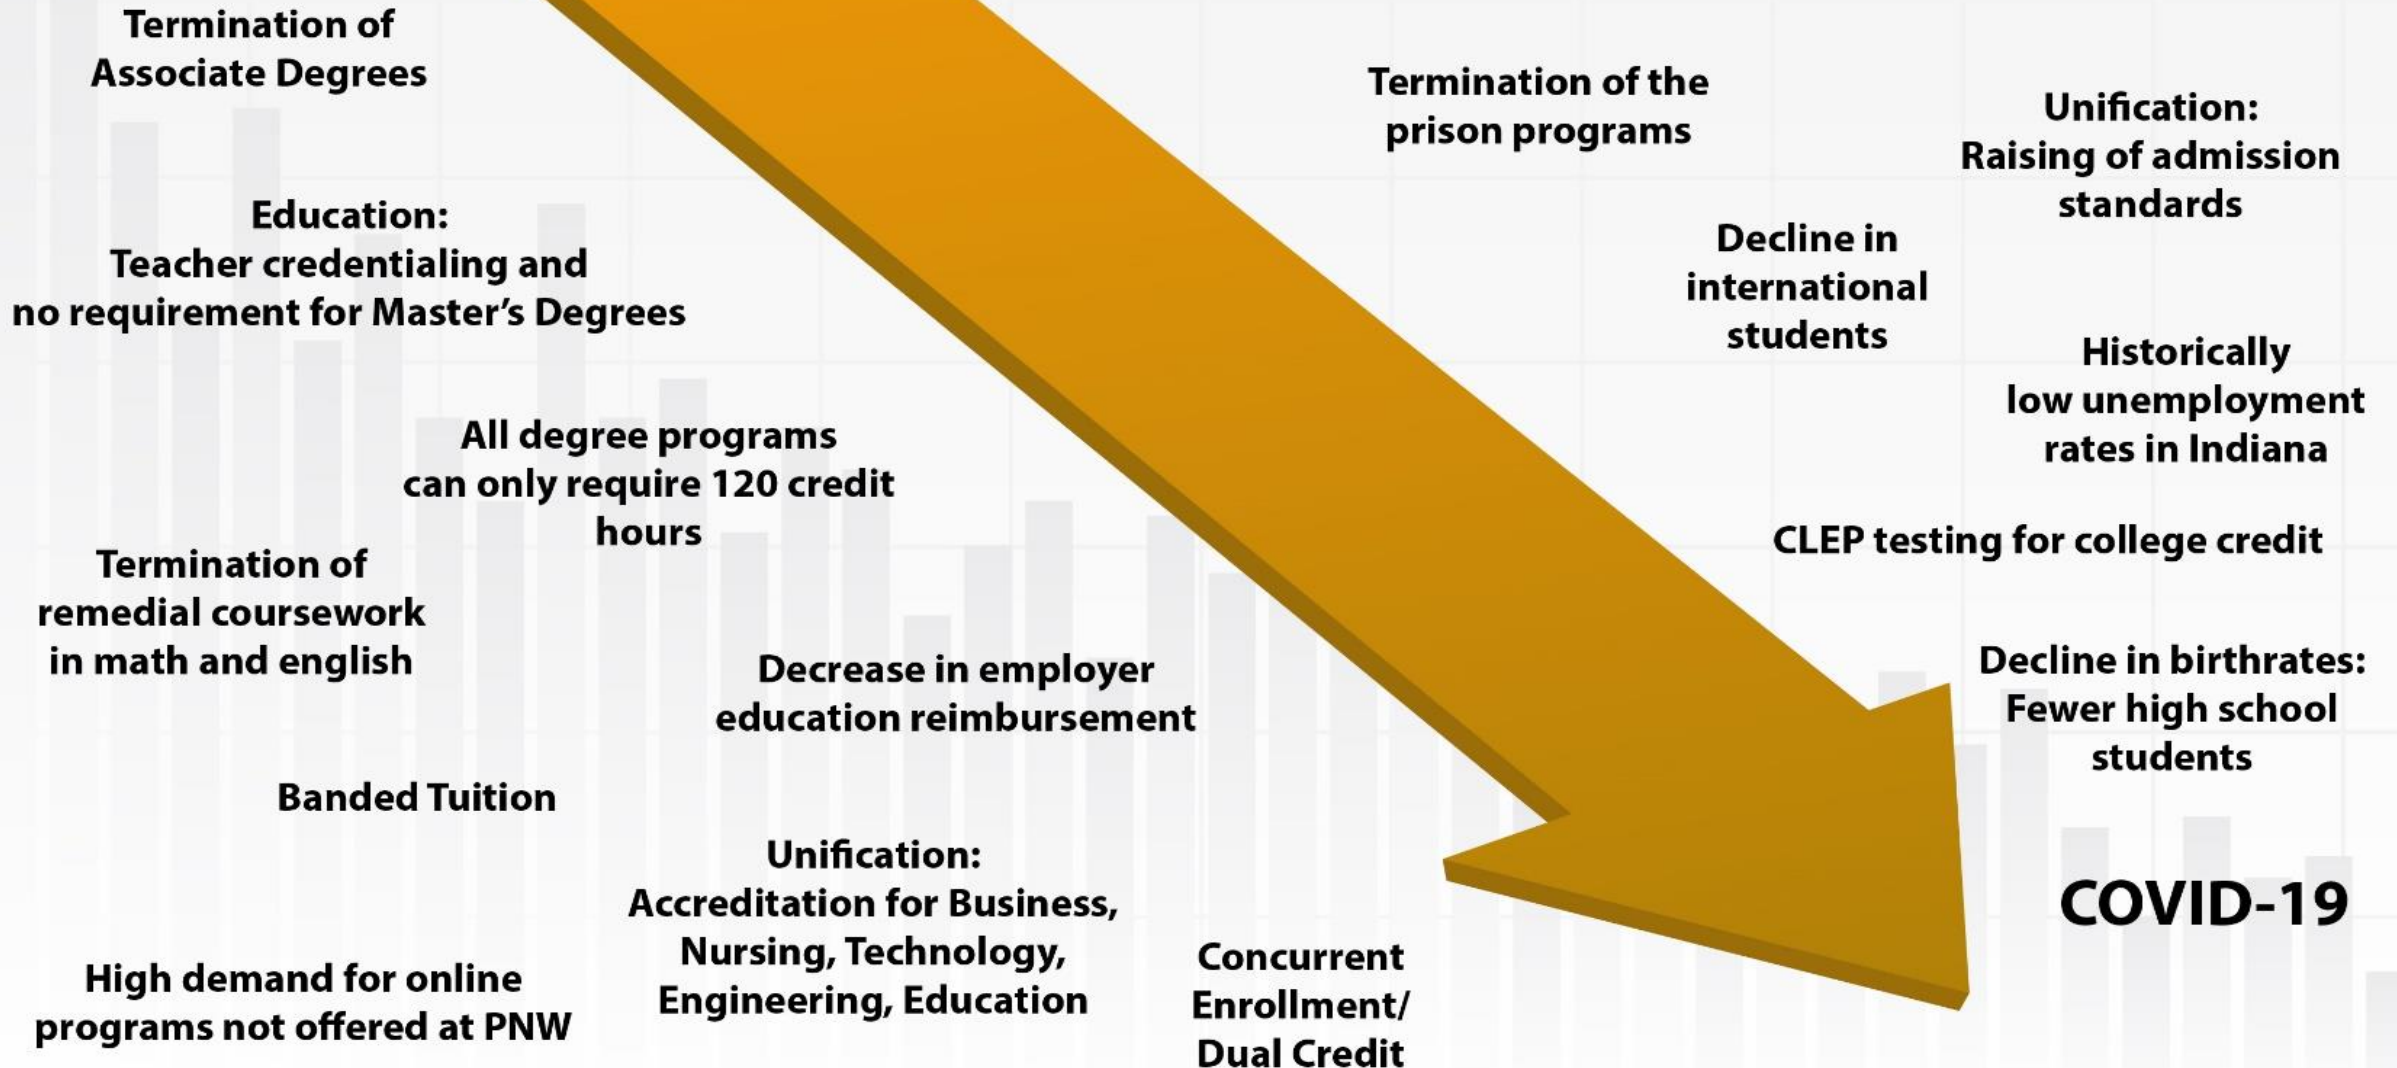 Termination of
Associate Degrees
Education:
Teacher credentialing and
no requirement for Master’s Degrees
All degree programs
can only require 120 credit
hours
Termination of
remedial coursework
in math and english
Decrease in employer
education reimbursement
Banded Tuition
Unification:
Accreditation for Business,
Nursing, Technology,
Engineering, Education
High demand for online
programs not offered at PNW
Concurrent
Enrollment/
Dual Credit
Termination of the
prison programs
Unification:
Raising of admission
standards
Decline in
international
students
Historically
low unemployment
rates in Indiana
CLEP testing for college credit
Decline in birthrates:
Fewer high school
students
COVID-19